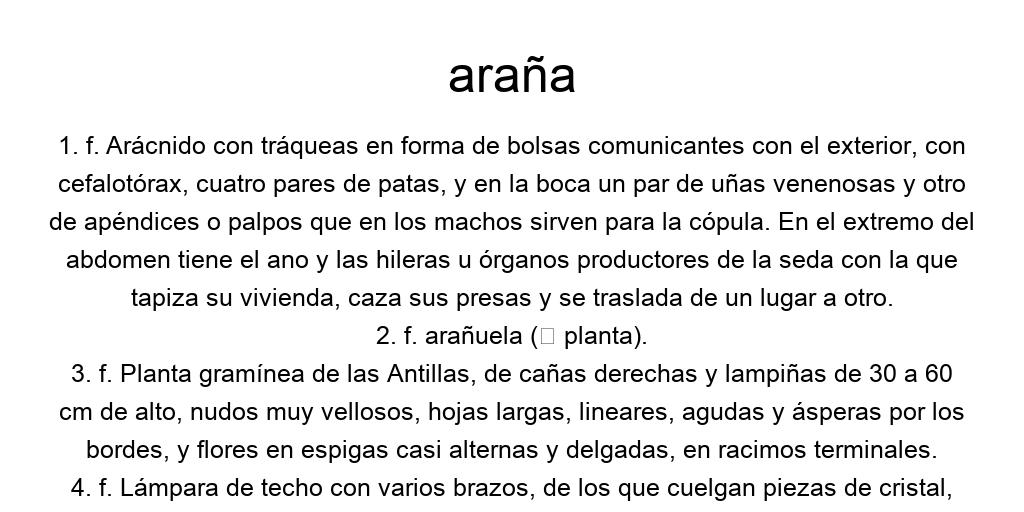 araña
1. f. Arácnido con tráqueas en forma de bolsas comunicantes con el exterior, con
cefalotórax, cuatro pares de patas, y en la boca un par de uñas venenosas y otro
de apéndices o palpos que en los machos sirven para la cópula. En el extremo del
abdomen tiene el ano y las hileras u órganos productores de la seda con la que
tapiza su vivienda, caza sus presas y se traslada de un lugar a otro.
2. f. arañuela (□ planta).
3. f. Planta gramínea de las Antillas, de cañas derechas y lampiñas de 30 a 60
cm de alto, nudos muy vellosos, hojas largas, lineares, agudas y ásperas por los
bordes, y flores en espigas casi alternas y delgadas, en racimos terminales.
4. f. Lámpara de techo con varios brazos, de los que cuelgan piezas de cristal,